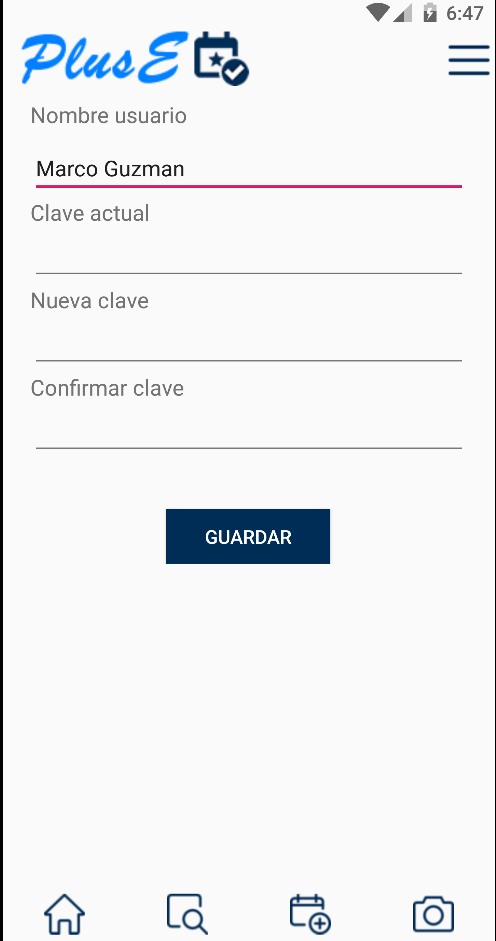 6:47
PlusE
Nombre usuario
Marco Guzman
Clave actual
Nueva clave
Confirmar clave
GUARDAR